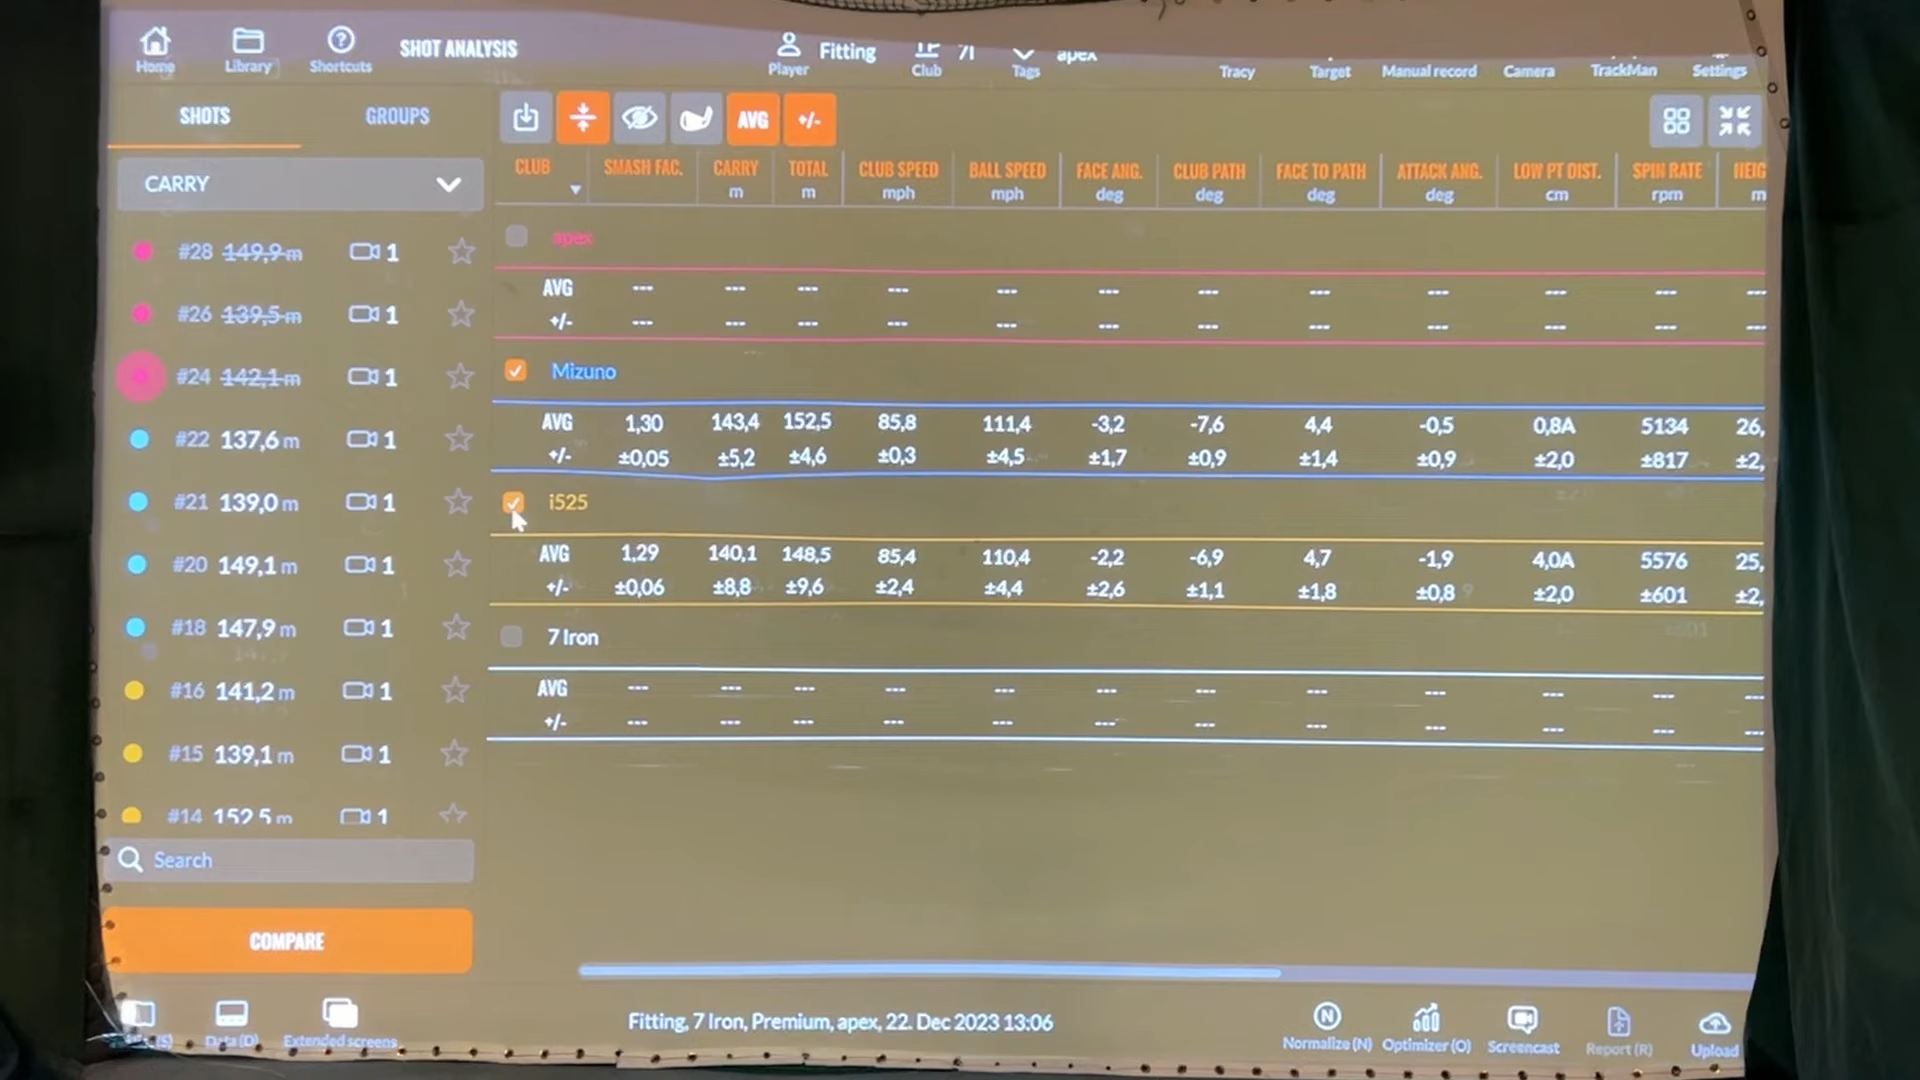 Home Library Shortcuts SHOT ANALYSIS Player Fitting Club 7I Tags apex Tracy Target Manual record Camera TrackMan Settings
SHOTS GROUPS AVG +/-
CARRY
CLUB SMASH FAC. CARRY m TOTAL m CLUB SPEED mph BALL SPEED mph FACE ANG. deg CLUB PATH deg FACE TO PATH deg ATTACK ANG. deg LOW PT DIST. cm SPIN RATE rpm HEIG m
#28 149,9 m 1
#26 139,5 m 1
#24 142,1 m 1
#22 137,6 m 1
#21 139,0 m 1
#20 149,1 m 1
#18 147,9 m 1
#16 141,2 m 1
#15 139,1 m 1
#14 152,5 m 1
Search
COMPARE
apex
AVG --- --- --- --- --- --- --- --- --- --- --- ---
+/- --- --- --- --- --- --- --- --- --- --- --- ---
Mizuno
AVG 1,30 143,4 152,5 85,8 111,4 -3,2 -7,6 4,4 -0,5 0,8A 5134 26,
+/- ±0,05 ±5,2 ±4,6 ±0,3 ±4,5 ±1,7 ±0,9 ±1,4 ±0,9 ±2,0 ±817 ±2,
i525
AVG 1,29 140,1 148,5 85,4 110,4 -2,2 -6,9 4,7 -1,9 4,0A 5576 25,
+/- ±0,06 ±8,8 ±9,6 ±2,4 ±4,4 ±2,6 ±1,1 ±1,8 ±0,8 ±2,0 ±601 ±2,
7 Iron
AVG --- --- --- --- --- --- --- --- --- --- --- ---
+/- --- --- --- --- --- --- --- --- --- --- --- ---
Data (D) Extended screens
Fitting, 7 Iron, Premium, apex, 22. Dec 2023 13:06
Normalize (N) Optimizer (O) Screencast Report (R) Upload